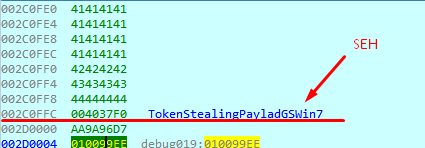 002C0FE0 41414141
002C0FE4 41414141
002C0FE8 41414141
002C0FEC 41414141
002C0FF0 42424242
002C0FF4 43434343
002C0FF8 44444444
SEH
002C0FFC 004037F0 TokenStealingPayladGSWin7
002D0000 AA9A96D7
002D0004 010099EE debug019:010099EE